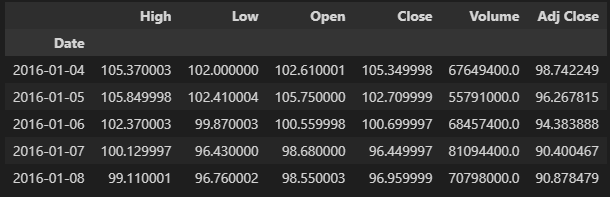 High Low Open Close Volume Adj Close
Date
2016-01-04 105.370003 102.000000 102.610001 105.349998 67649400.0 98.742249
2016-01-05 105.849998 102.410004 105.750000 102.709999 55791000.0 96.267815
2016-01-06 102.370003 99.870003 100.559998 100.699997 68457400.0 94.383888
2016-01-07 100.129997 96.430000 98.680000 96.449997 81094400.0 90.400467
2016-01-08 99.110001 96.760002 98.550003 96.959999 70798000.0 90.878479